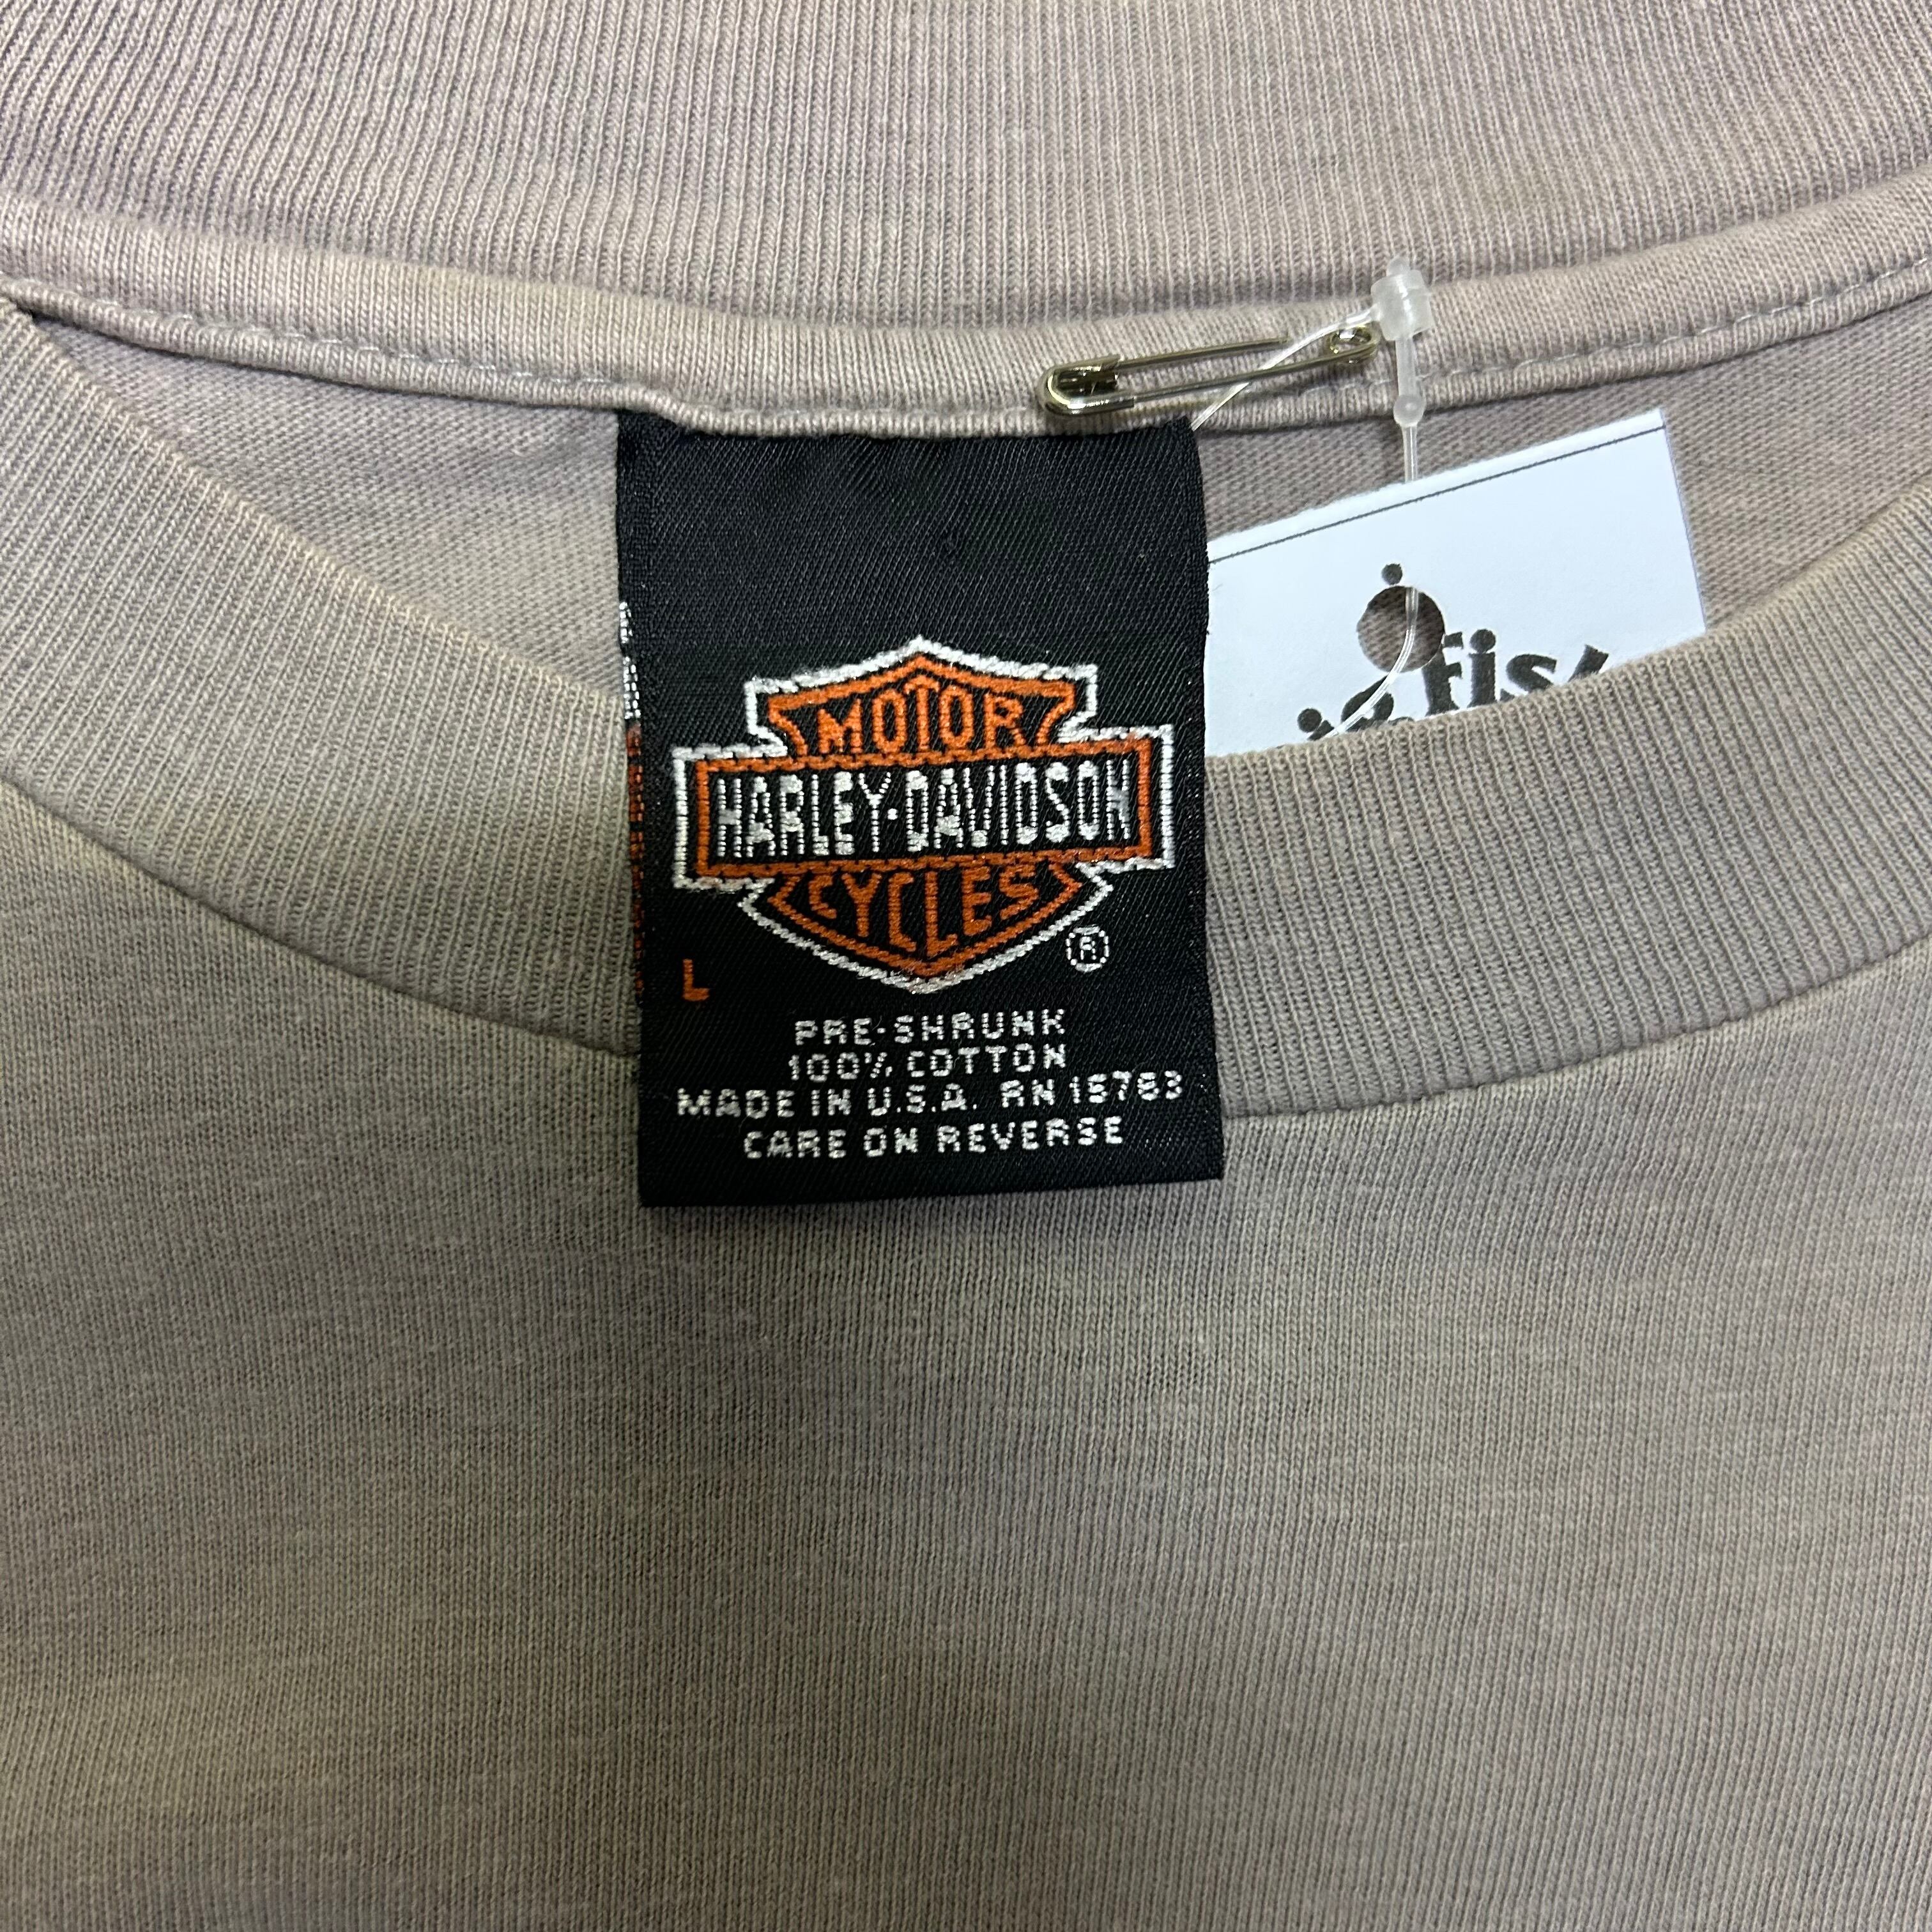 MOTOR
HARLEY-DAVIDSON
CYCLES
®
L
PRE-SHRUNK
100% COTTON
MADE IN U.S.A. RN 15763
CARE ON REVERSE